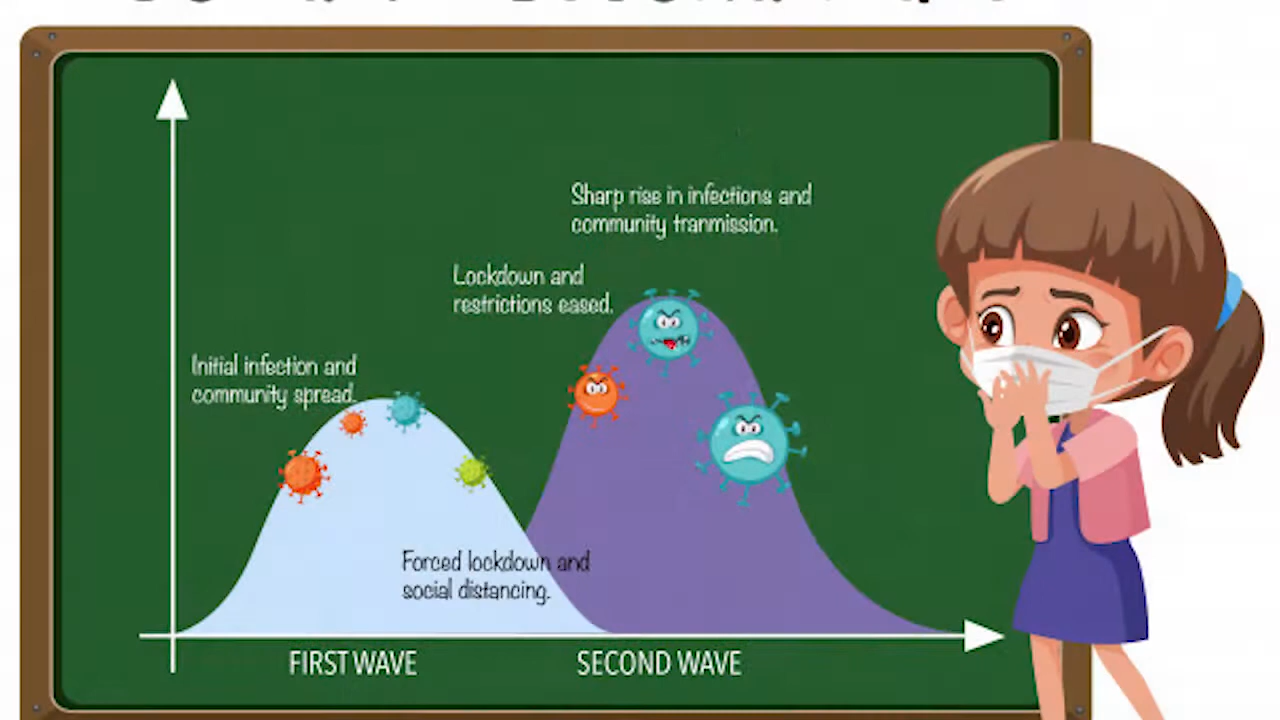 Sharp rise in infections and
community tranmission.
Lockdown and
restrictions eased.
Initial infection and
community spread.
Forced lockdown and
social distancing.
FIRST WAVE
SECOND WAVE